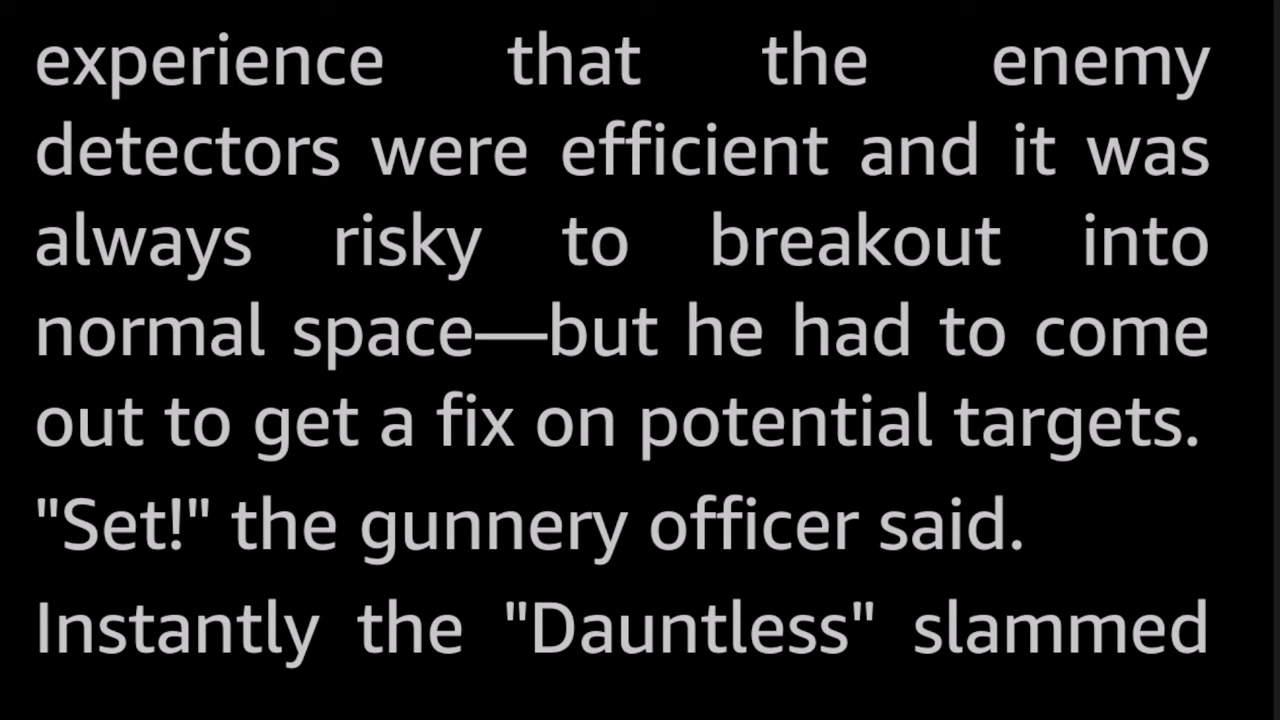 experience that the enemy
detectors were efficient and it was
always risky to breakout into
normal space—but he had to come
out to get a fix on potential targets.
"Set!" the gunnery officer said.
Instantly the "Dauntless" slammed